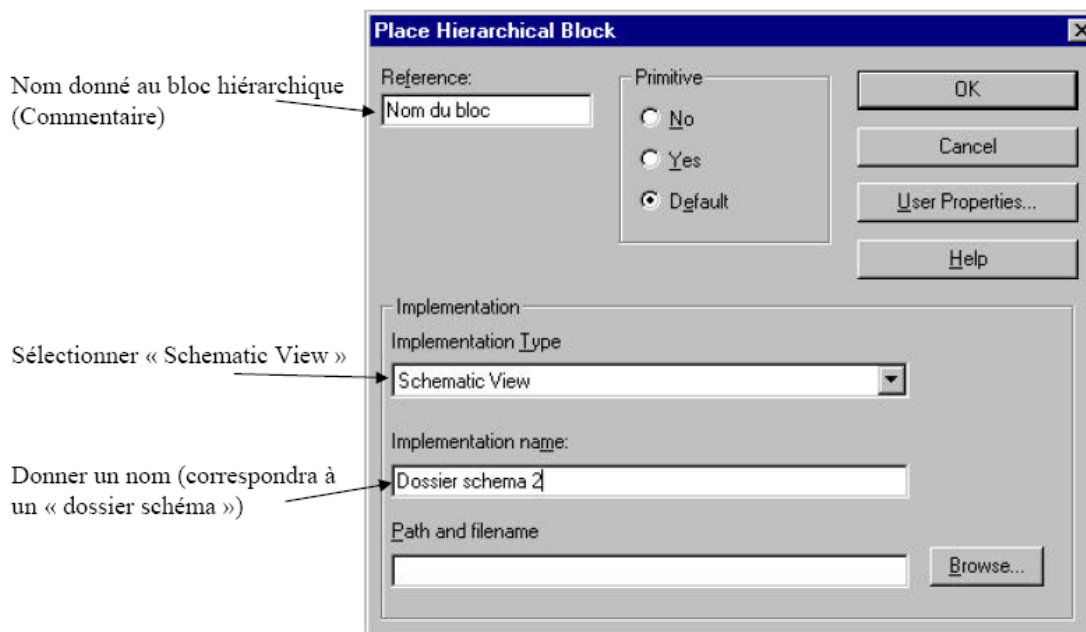 Place Hierarchical Block
Nom donné au bloc hiérarchique
(Commentaire)
Reference:
Nom du bloc
Primitive
No
Yes
Default
OK
Cancel
User Properties...
Help
Implementation
Sélectionner « Schematic View »
Implementation Type
Schematic View
Donner un nom (correspondra à
un « dossier schéma »)
Implementation name:
Dossier schema 2
Path and filename
Browse...